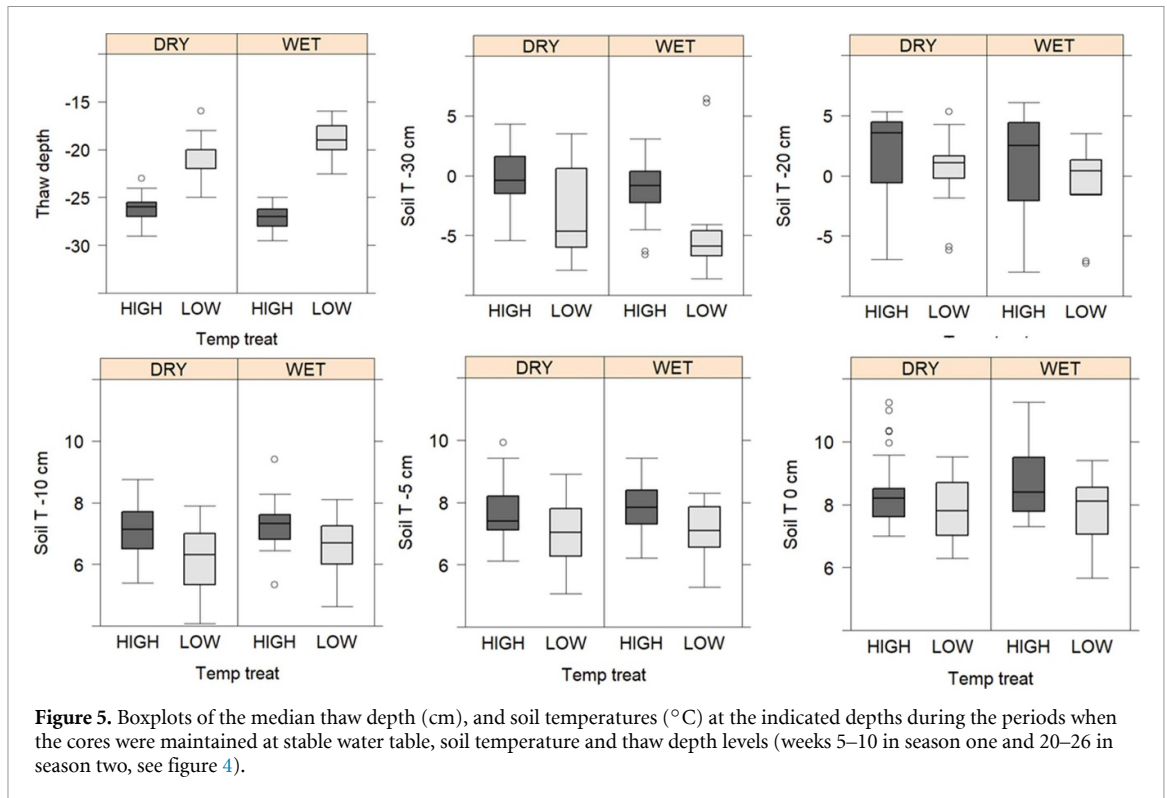 DRY WET
Thaw depth
-15
-20
-25
-30
HIGH LOW HIGH LOW
Temp treat
DRY WET
Soil T -30 cm
5
0
-5
HIGH LOW HIGH LOW
DRY WET
Soil T -20 cm
5
0
-5
HIGH LOW HIGH LOW
DRY WET
Soil T -10 cm
10
8
6
HIGH LOW HIGH LOW
Temp treat
DRY WET
Soil T -5 cm
10
8
6
HIGH LOW HIGH LOW
Temp treat
DRY WET
Soil T 0 cm
10
8
6
HIGH LOW HIGH LOW
Temp treat
Figure 5. Boxplots of the median thaw depth (cm), and soil temperatures (°C) at the indicated depths during the periods when
the cores were maintained at stable water table, soil temperature and thaw depth levels (weeks 5–10 in season one and 20–26 in
season two, see figure 4).